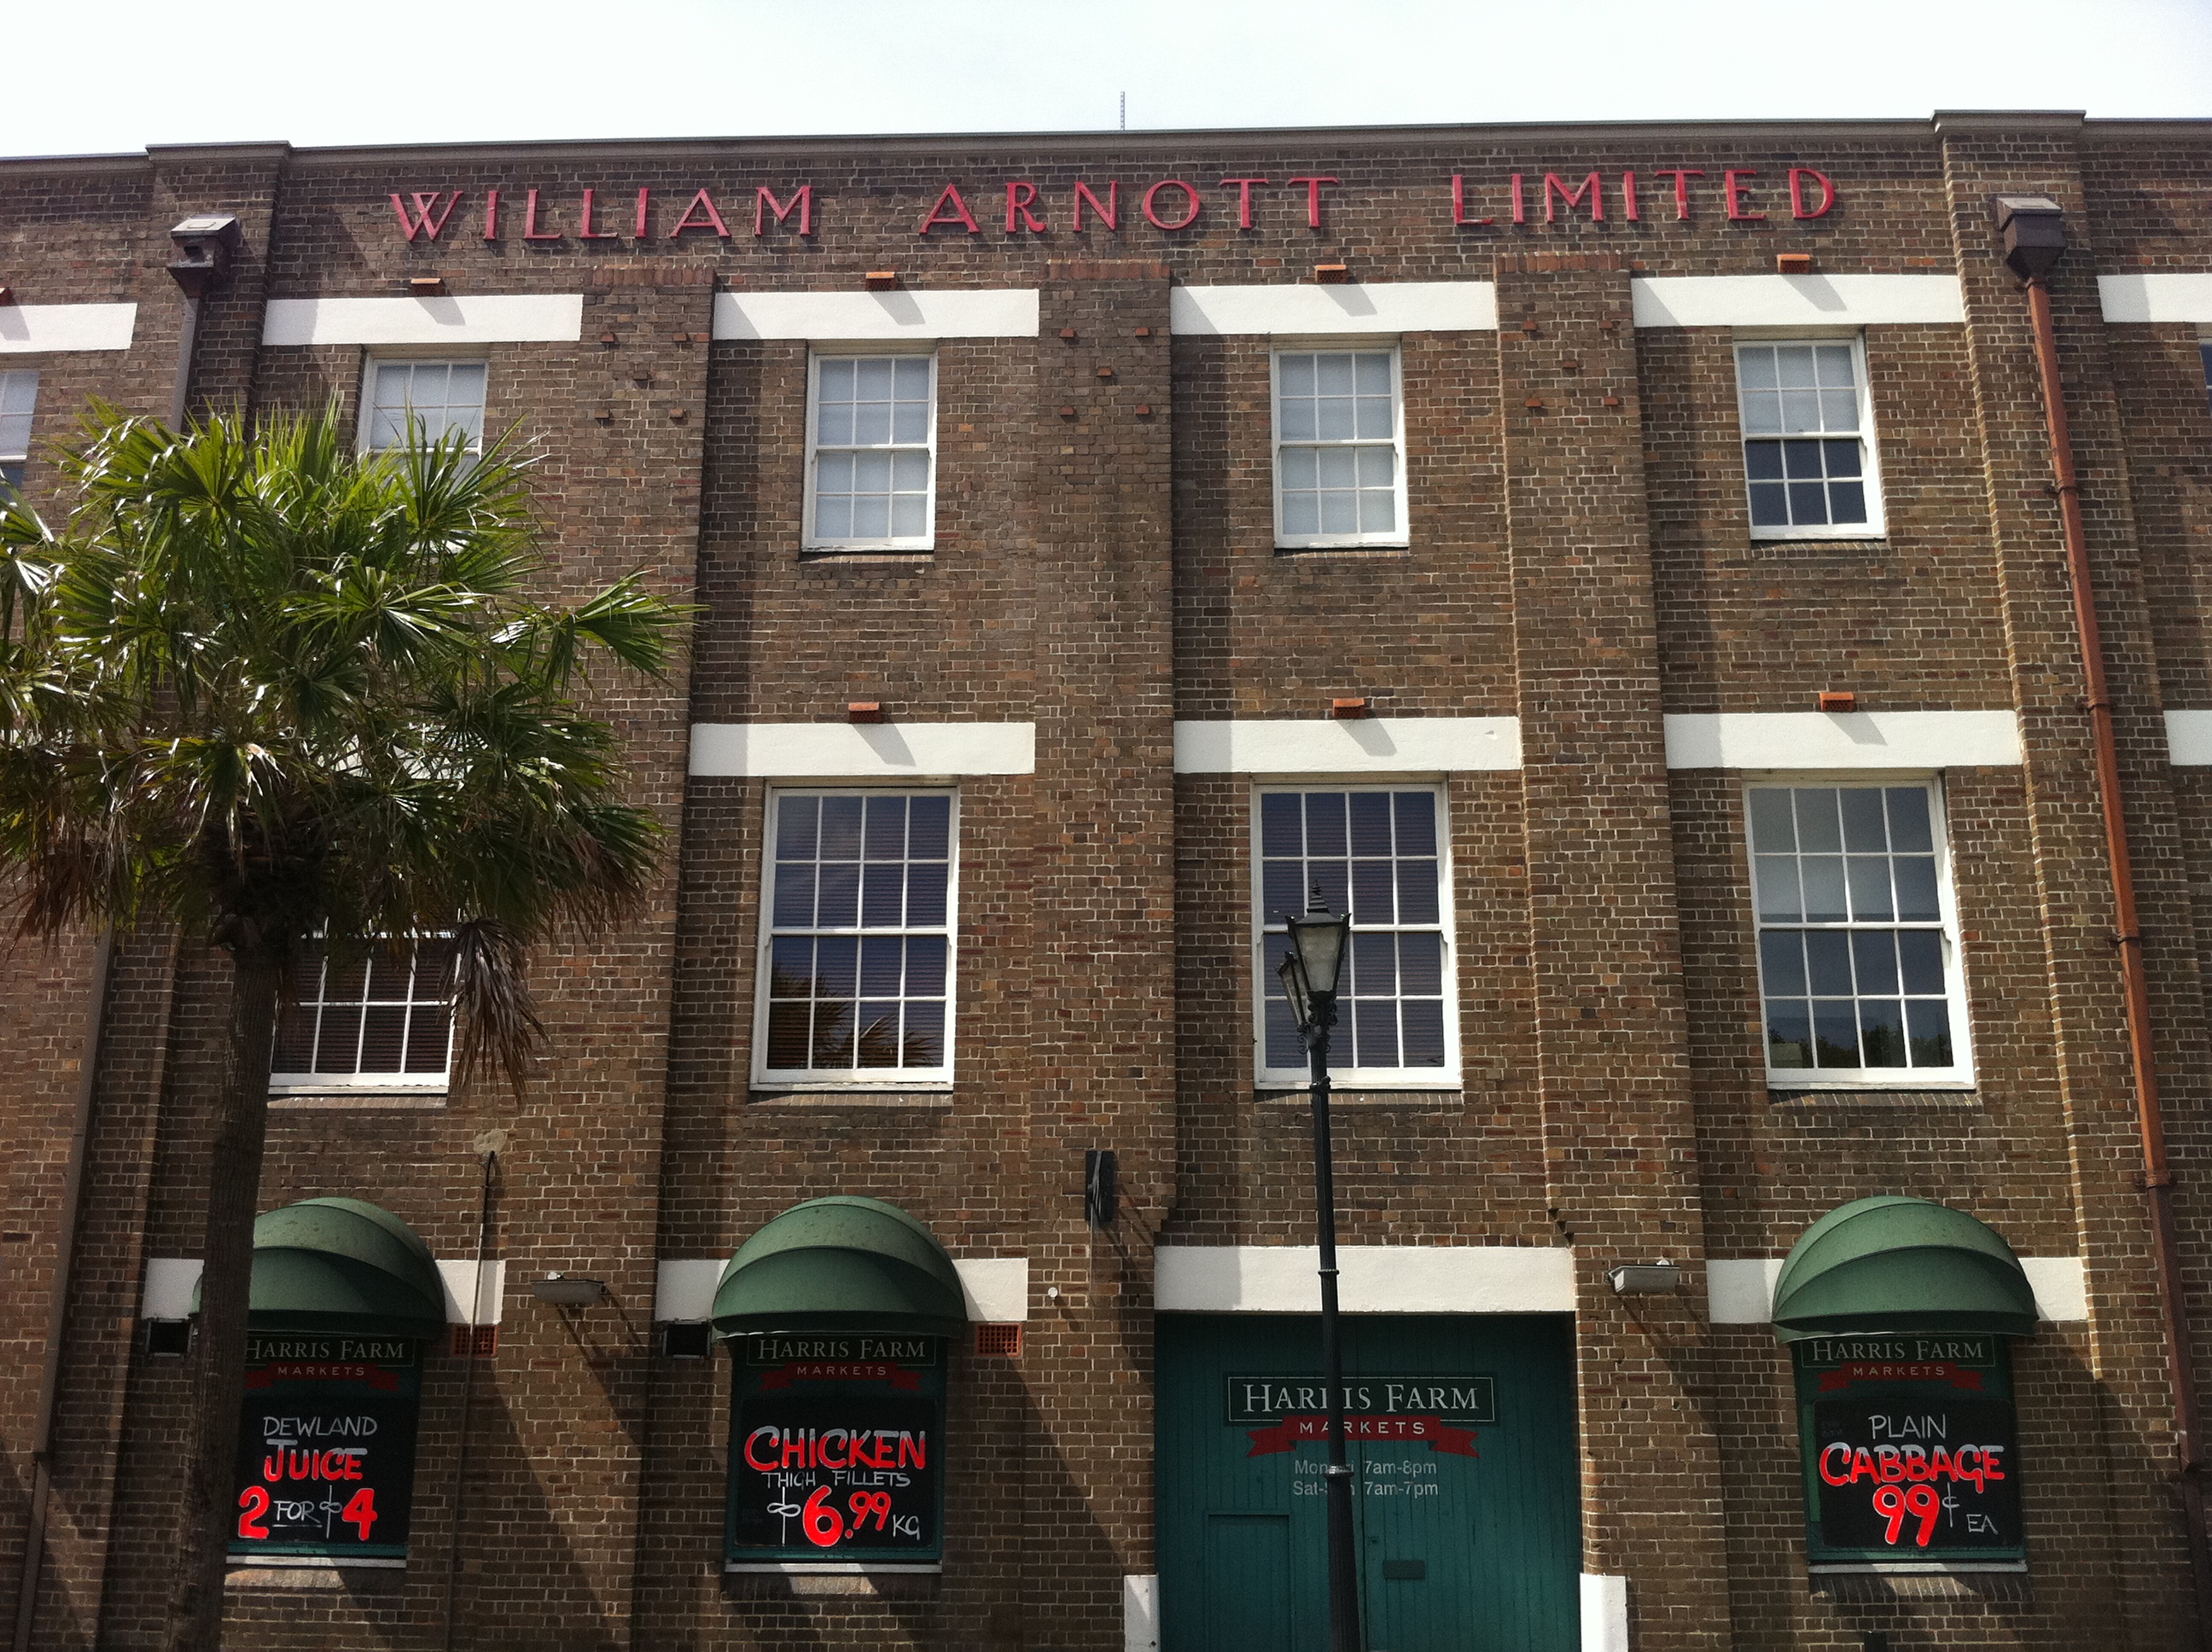 WILLIAM ARNOTT LIMITED
HARRIS FARM
MARKETS
DEWLAND
JUICE
2 FOR $4
HARRIS FARM
MARKETS
CHICKEN
THIGH FILLETS
$6.99 KG
HARRIS FARM
MARKETS
7am-8pm
7am-7pm
HARRIS FARM
MARKETS
PLAIN
CABBAGE
99¢ EA